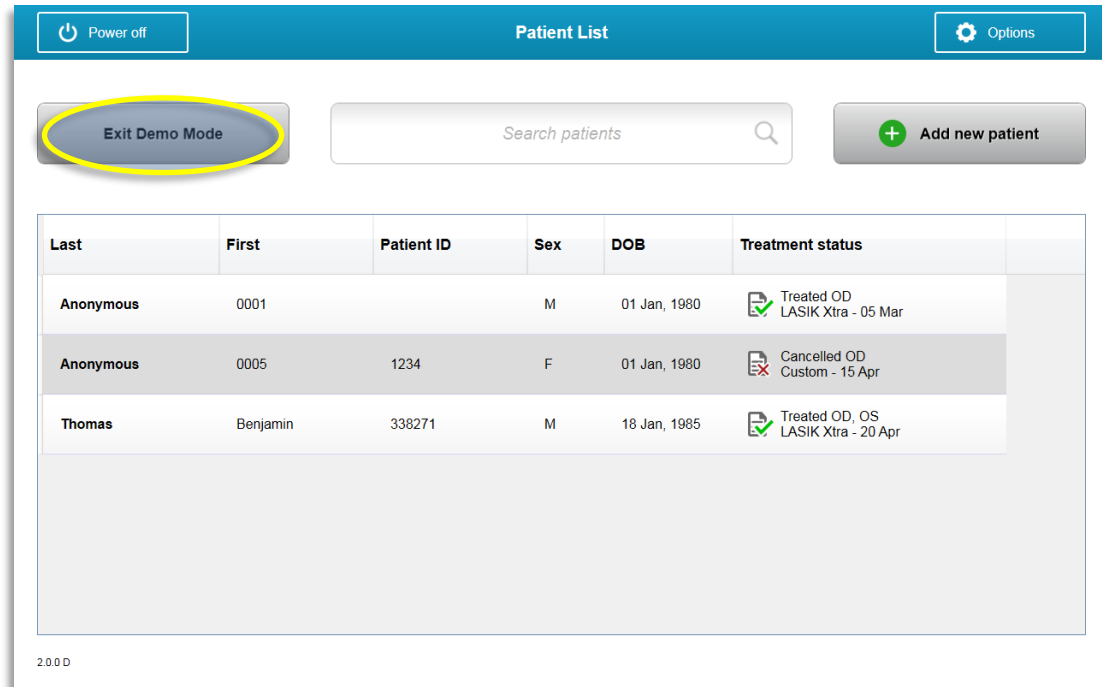 Power off
Patient List
Options
Exit Demo Mode
Search patients
Add new patient
Last First Patient ID Sex DOB Treatment status
Anonymous 0001 M 01 Jan, 1980 Treated OD
LASIK Xtra - 05 Mar
Anonymous 0005 1234 F 01 Jan, 1980 Cancelled OD
Custom - 15 Apr
Thomas Benjamin 338271 M 18 Jan, 1985 Treated OD, OS
LASIK Xtra - 20 Apr
2.0.0 D